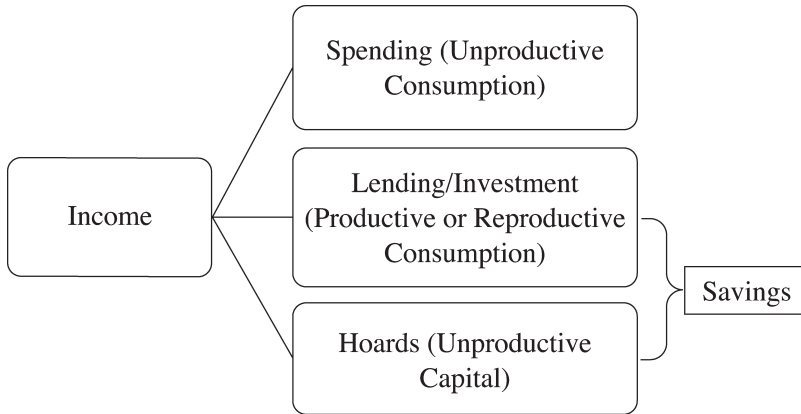 Spending (Unproductive
Consumption)
Income
Lending/Investment
(Productive or Reproductive
Consumption)
Savings
Hoards (Unproductive
Capital)